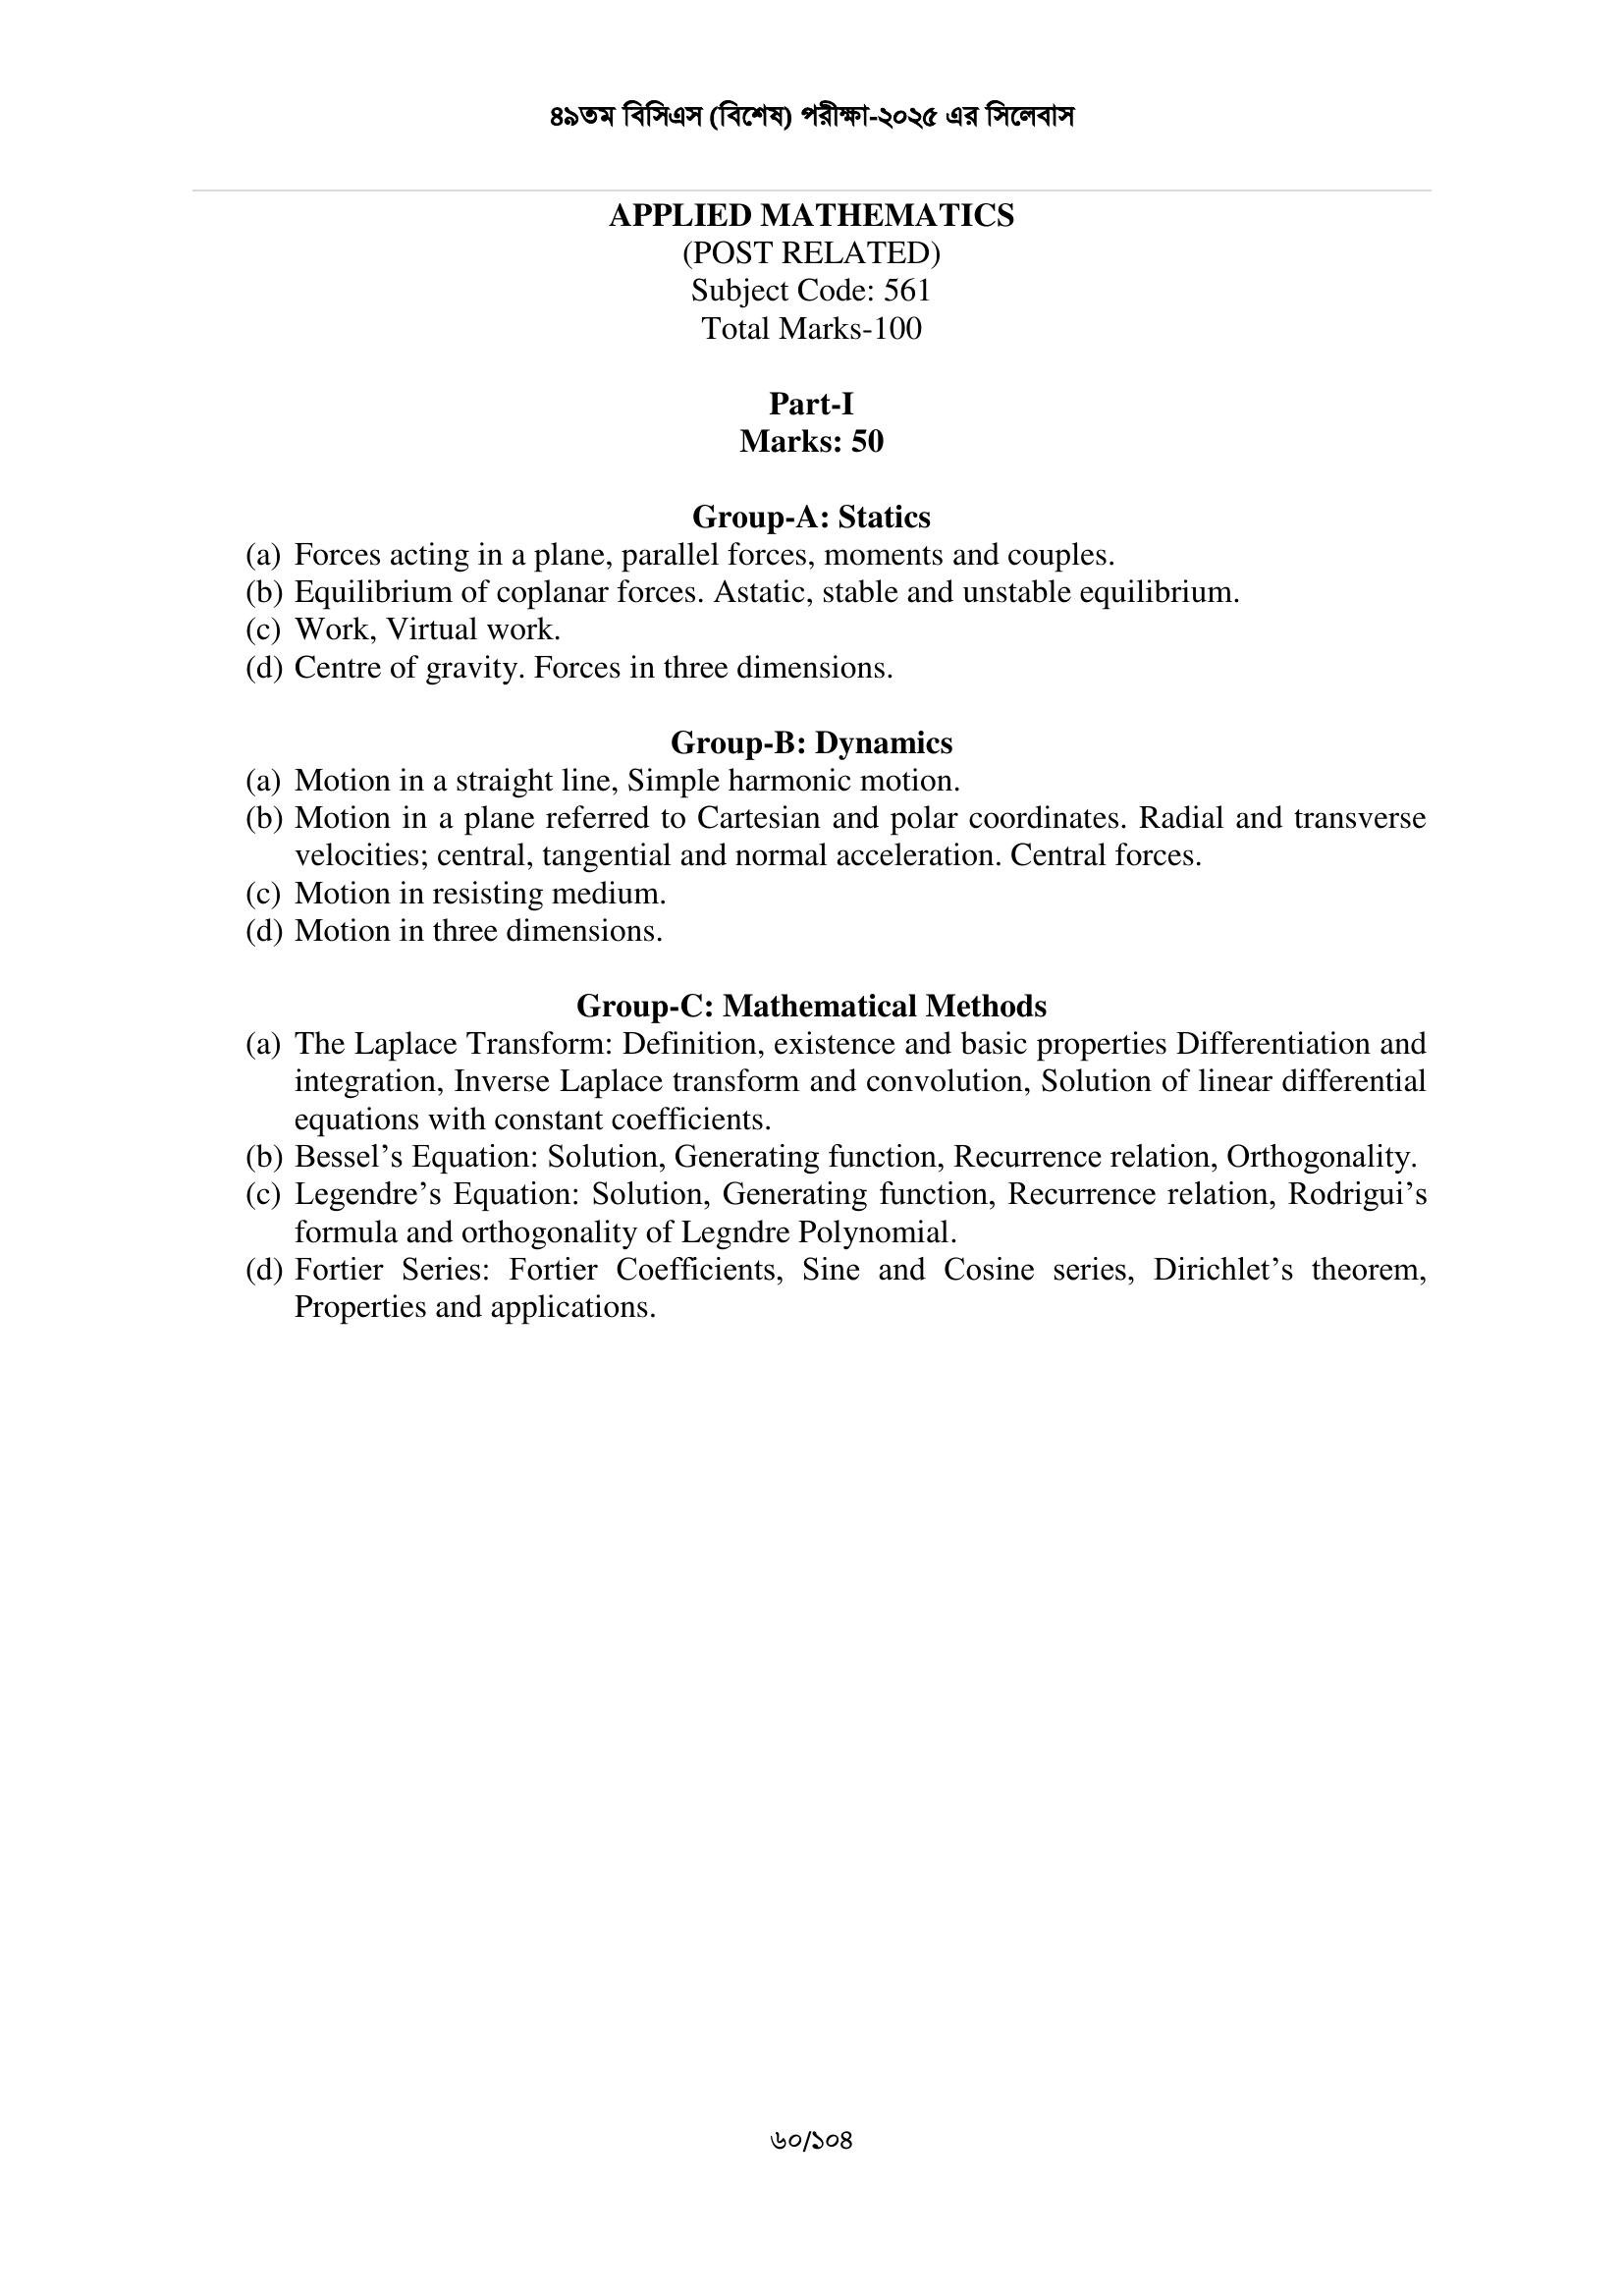 ৪৯তম বিসিএস (বিশেষ) পরীক্ষা-২০২৫ এর সিলেবাস
APPLIED MATHEMATICS
(POST RELATED)
Subject Code: 561
Total Marks-100
Part-I
Marks: 50
Group-A: Statics
(a) Forces acting in a plane, parallel forces, moments and couples.
(b) Equilibrium of coplanar forces. Astatic, stable and unstable equilibrium.
(c) Work, Virtual work.
(d) Centre of gravity. Forces in three dimensions.
Group-B: Dynamics
(a) Motion in a straight line, Simple harmonic motion.
(b) Motion in a plane referred to Cartesian and polar coordinates. Radial and transverse
velocities; central, tangential and normal acceleration. Central forces.
(c) Motion in resisting medium.
(d) Motion in three dimensions.
Group-C: Mathematical Methods
(a) The Laplace Transform: Definition, existence and basic properties Differentiation and
integration, Inverse Laplace transform and convolution, Solution of linear differential
equations with constant coefficients.
(b) Bessel’s Equation: Solution, Generating function, Recurrence relation, Orthogonality.
(c) Legendre’s Equation: Solution, Generating function, Recurrence relation, Rodrigui’s
formula and orthogonality of Legndre Polynomial.
(d) Fortier Series: Fortier Coefficients, Sine and Cosine series, Dirichlet’s theorem,
Properties and applications.
৬০/১০৪